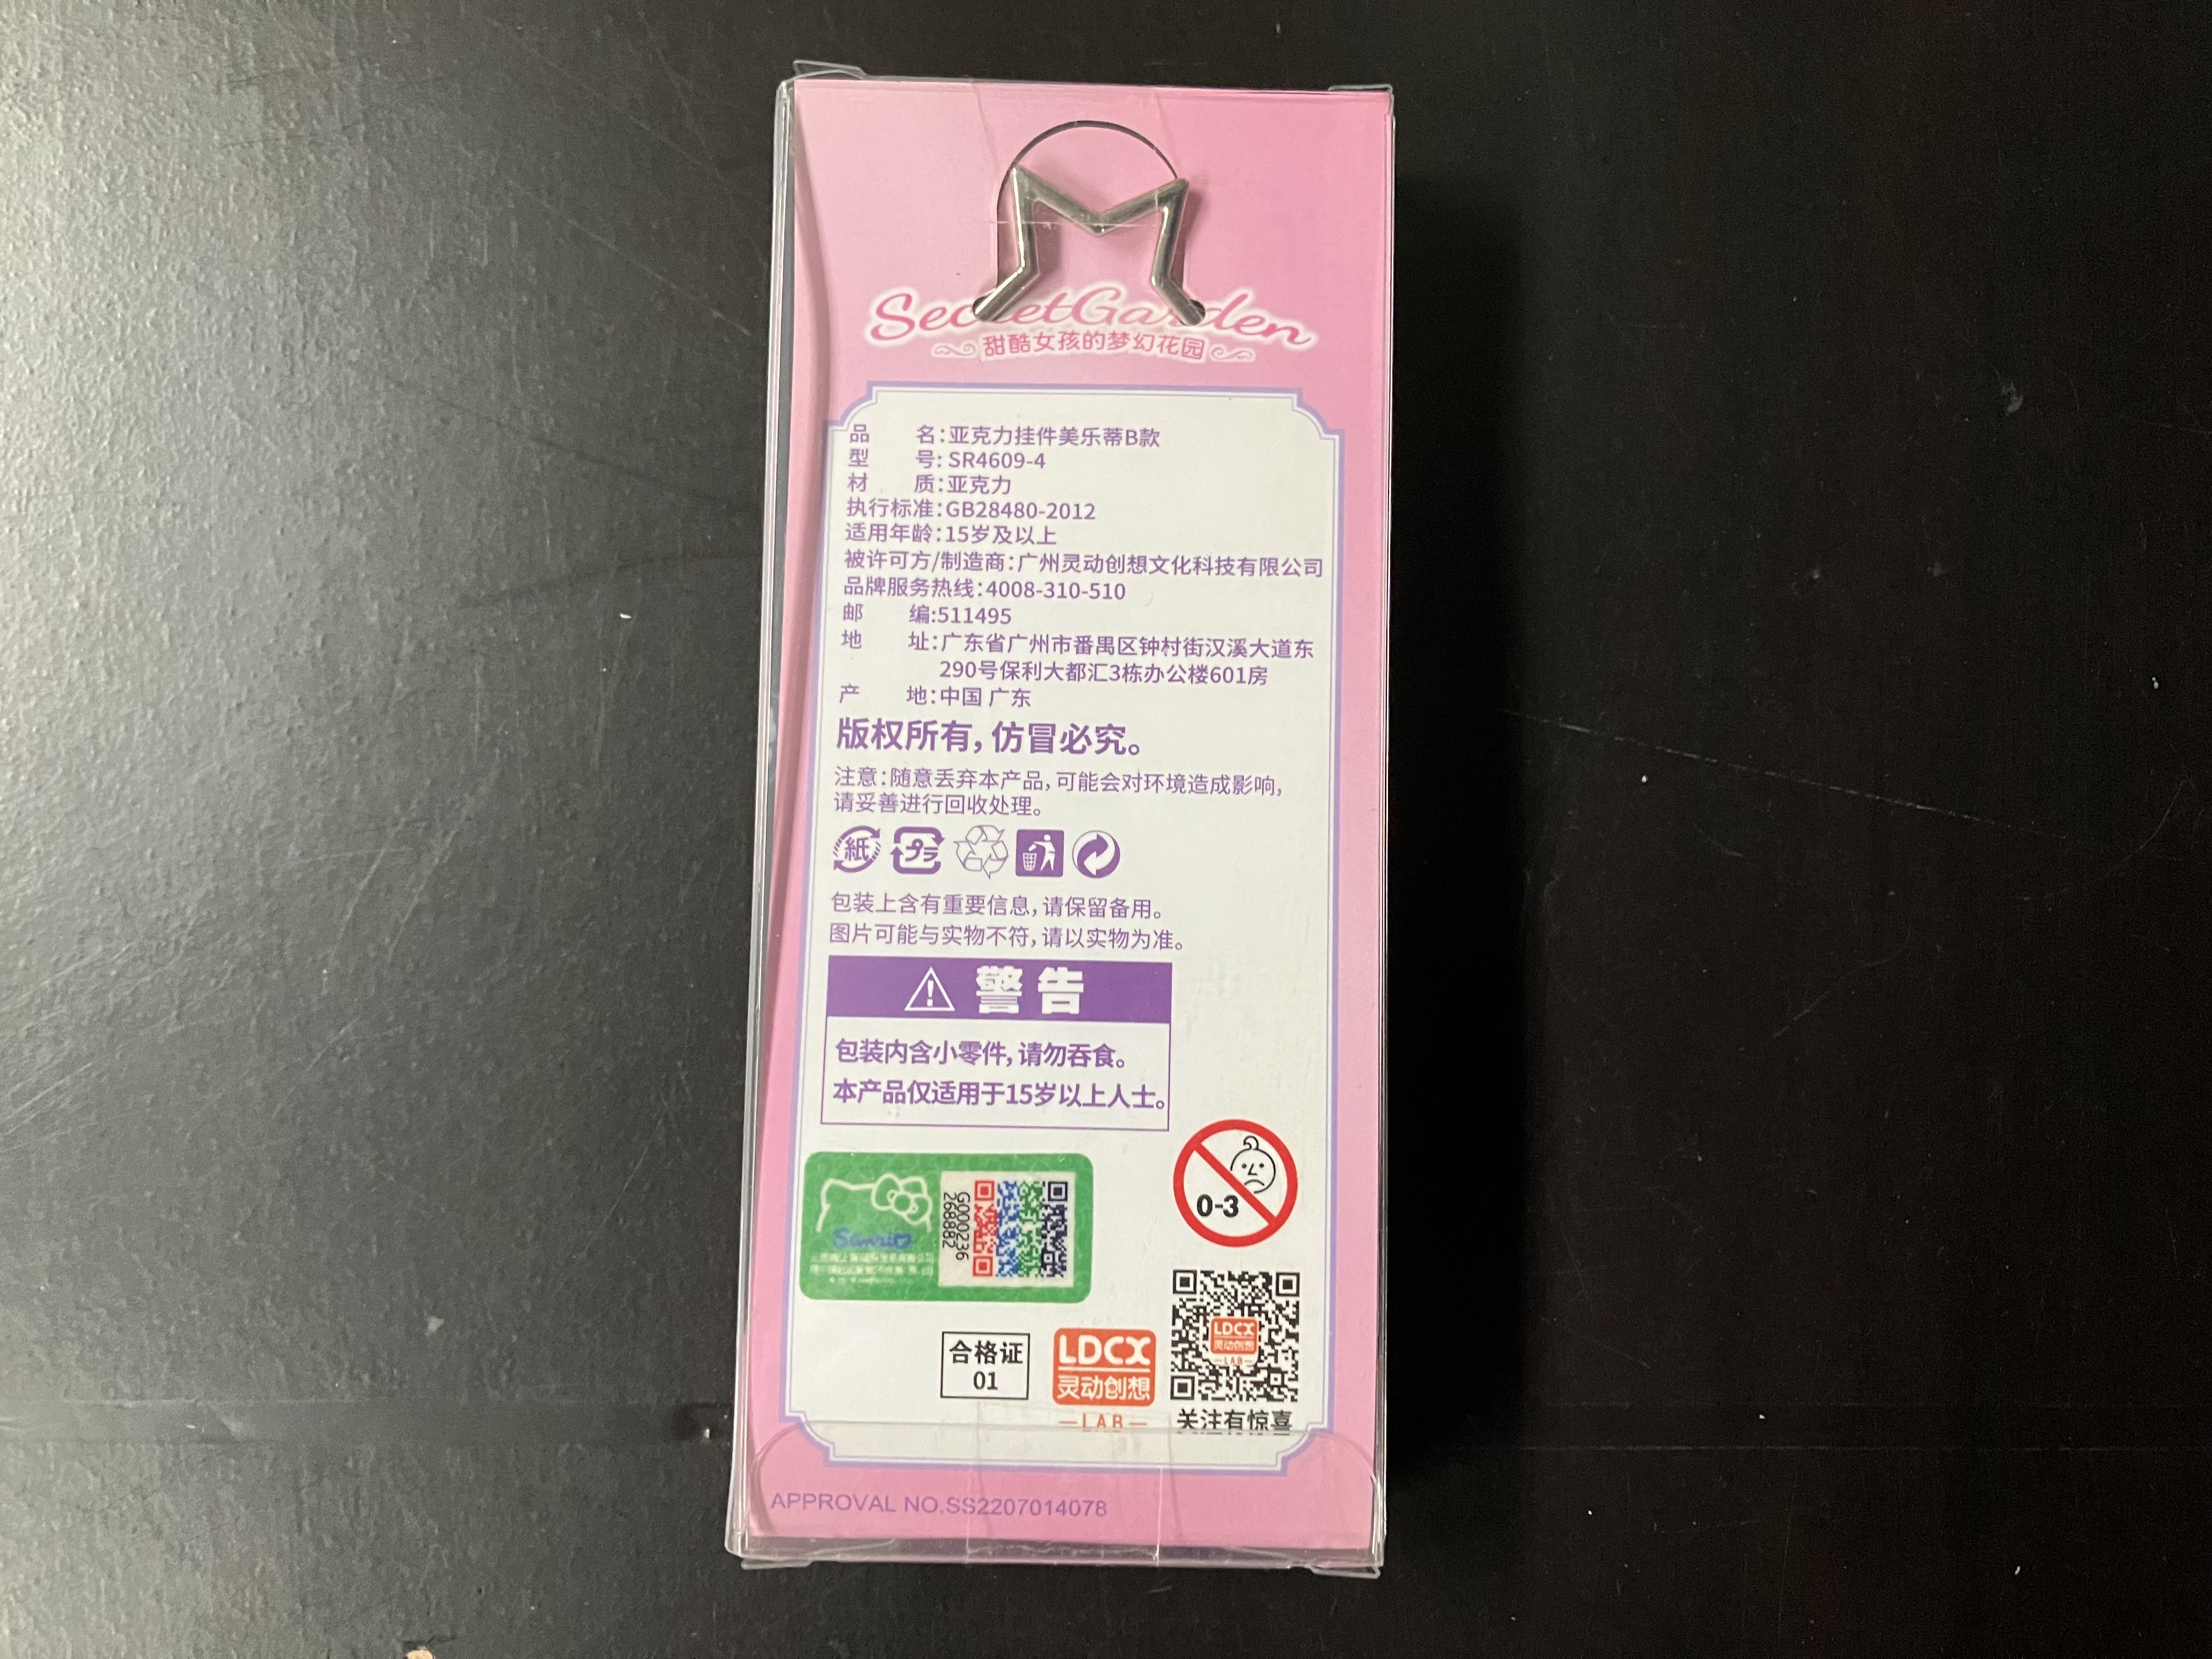 SecretGarden
甜酷女孩的梦幻花园
品 名：亚克力挂件美乐蒂B款
型 号: SR4609-4
材 质：亚克力
执行标准：GB28480-2012
适用年龄：15岁及以上
被许可方/制造商：广州灵动创想文化科技有限公司
品牌服务热线：4008-310-510
邮 编:511495
地 址：广东省广州市番禺区钟村街汉溪大道东
290号保利大都汇3栋办公楼601房
产 地：中国 广东
版权所有，仿冒必究。
注意：随意丢弃本产品，可能会对环境造成影响，
请妥善进行回收处理。
紙 プラ
包装上含有重要信息，请保留备用。
图片可能与实物不符，请以实物为准。
警告
包装内含小零件，请勿吞食。
本产品仅适用于15岁以上人士。
0-3
Sanrio
G000236
268882
LDCX
灵动创想
LAB
合格证
01
LDCX
灵动创想
LAB
关注有惊喜
APPROVAL NO.SS2207014078